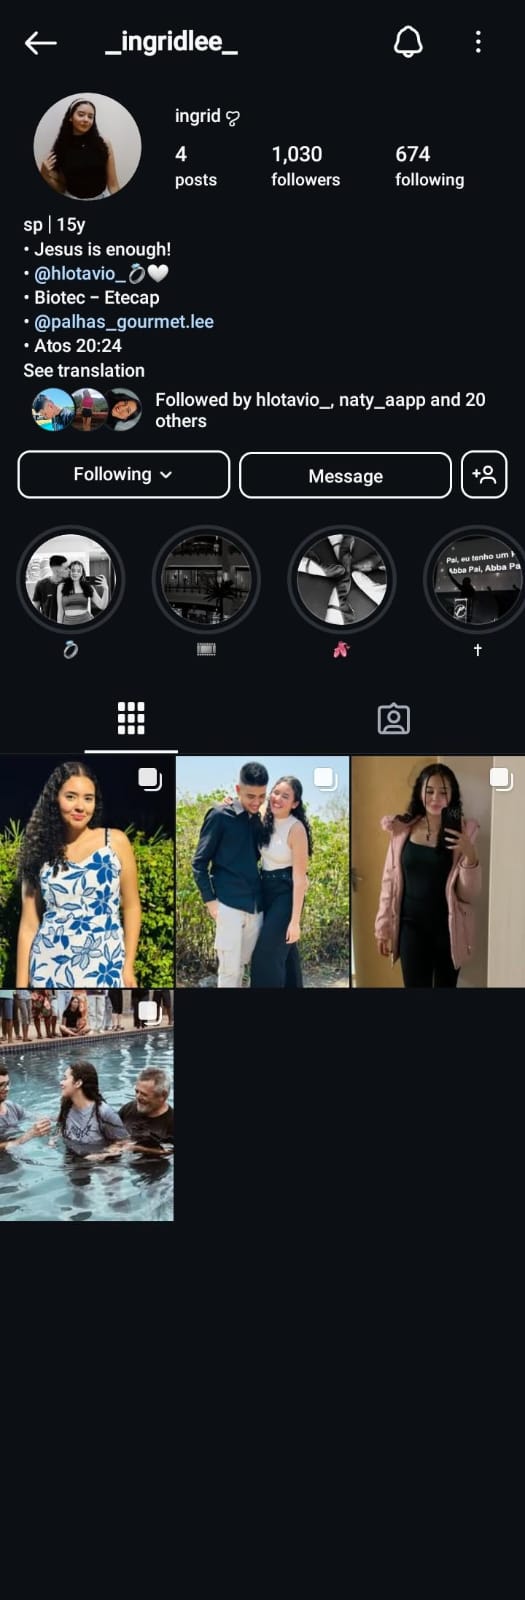 _ingridlee_
ingrid ღ
4
posts
1,030
followers
674
following
sp | 15y
• Jesus is enough!
• @hlotavio_💍🤍
• Biotec – Etecap
• @palhas_gourmet.lee
• Atos 20:24
See translation
Followed by hlotavio_, naty_aapp and 20
others
Following
Message
Pai, eu tenho um
Abba Pai, Abba Pa